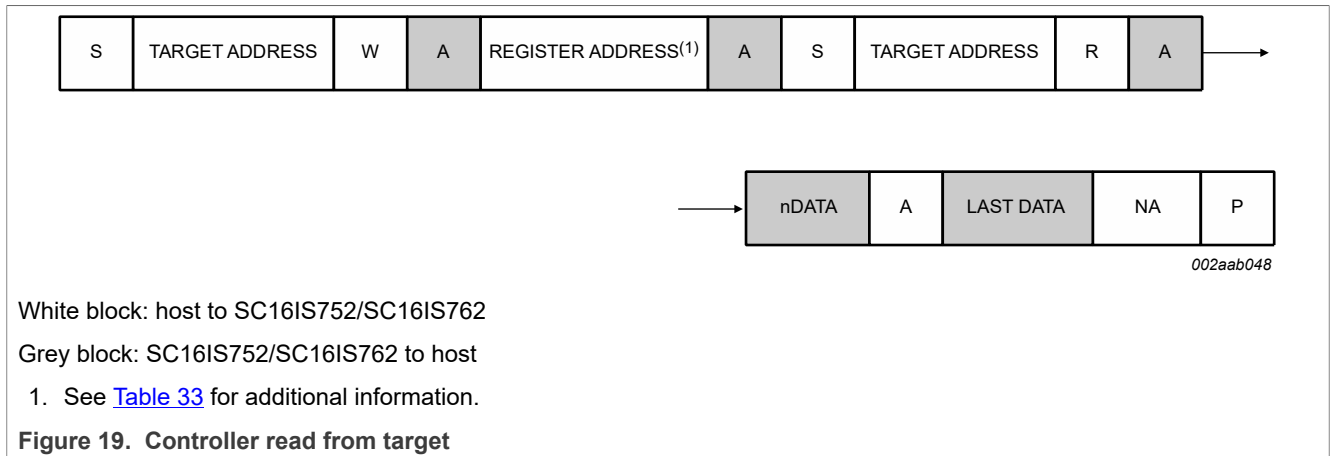 S TARGET ADDRESS W A REGISTER ADDRESS(1) A S TARGET ADDRESS R A
nDATA A LAST DATA NA P
002aab048
White block: host to SC16IS752/SC16IS762
Grey block: SC16IS752/SC16IS762 to host
1. See Table 33 for additional information.
Figure 19. Controller read from target